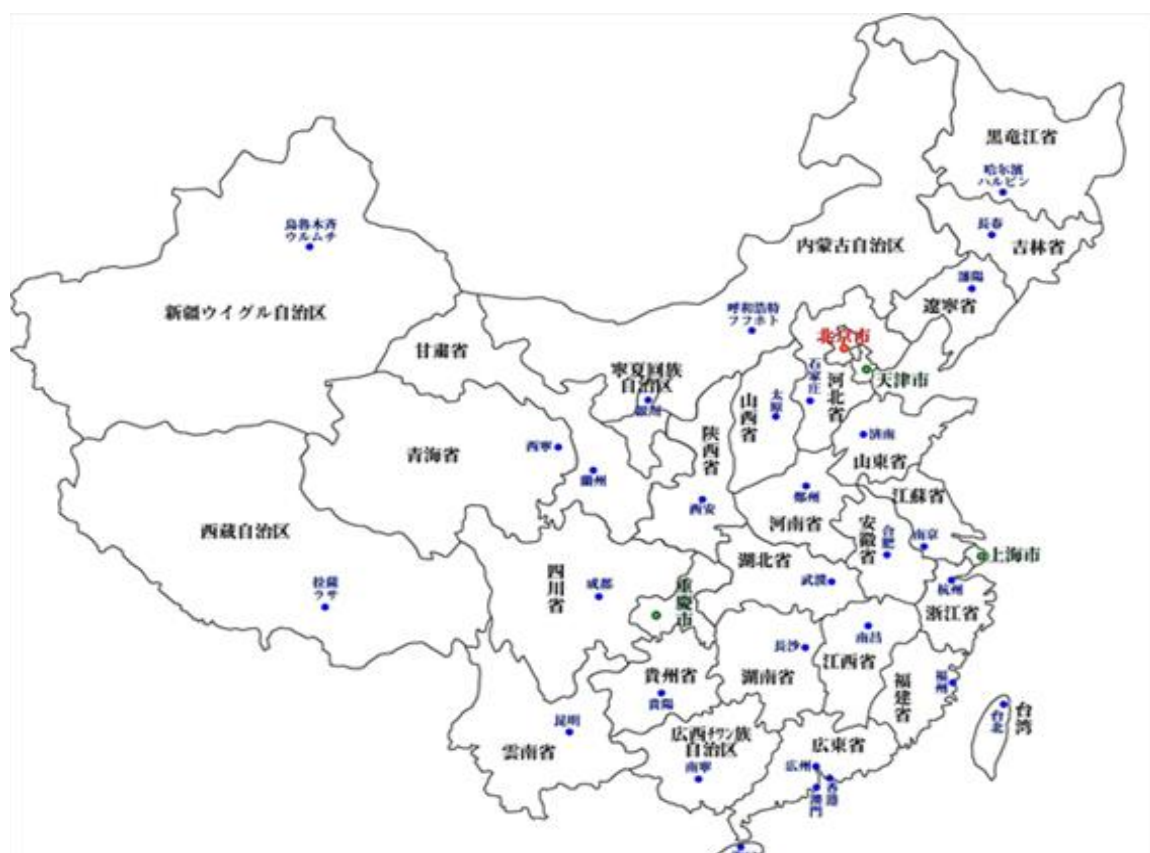 黒竜江省
哈尔濱
ハルビン
長春
吉林省
瀋陽
遼寧省
内蒙古自治区
呼和浩特
フフホト
烏魯木斉
ウルムチ
新疆ウイグル自治区
甘粛省
寧夏回族
自治区
銀川
北京市
天津市
石家庄
河北省
太原
山西省
陝西省
済南
山東省
青海省
西寧
蘭州
西安
鄭州
河南省
江蘇省
安徽省
合肥
南京
上海市
西蔵自治区
拉薩
ラサ
四川省
成都
重慶市
湖北省
武漢
杭州
浙江省
長沙
湖南省
南昌
江西省
福建省
福州
貴州省
貴陽
昆明
雲南省
広西ﾁﾜﾝ族
自治区
南寧
広東省
広州
香港
澳門
台湾
台北